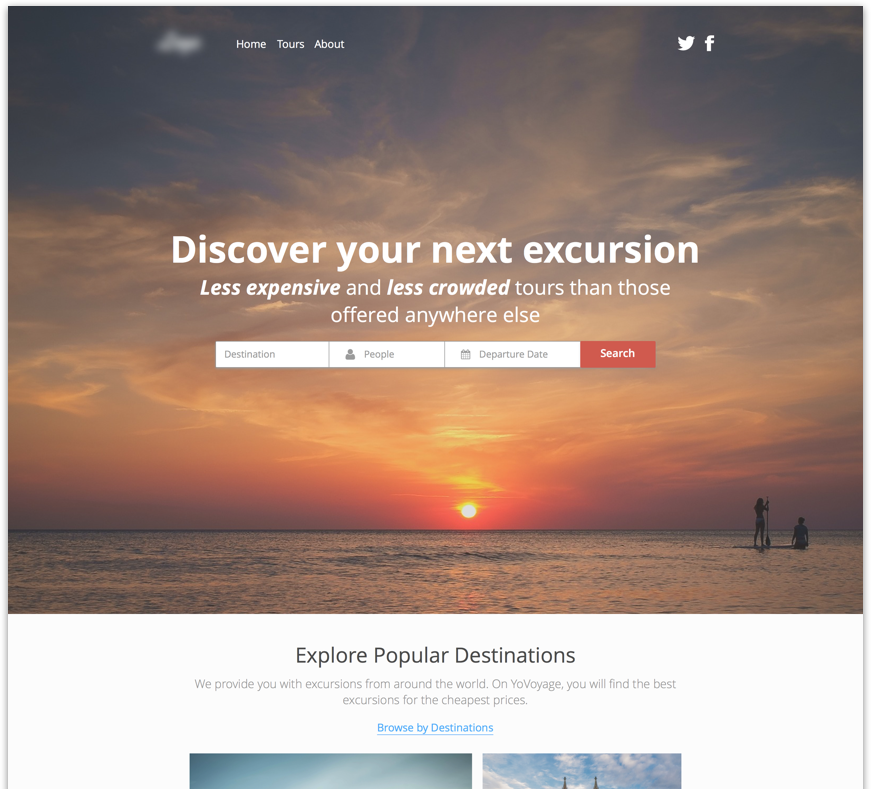 Home Tours About
Discover your next excursion
Less expensive and less crowded tours than those
offered anywhere else
Destination People Departure Date Search
Explore Popular Destinations
We provide you with excursions from around the world. On YoVoyage, you will find the best
excursions for the cheapest prices.
Browse by Destinations